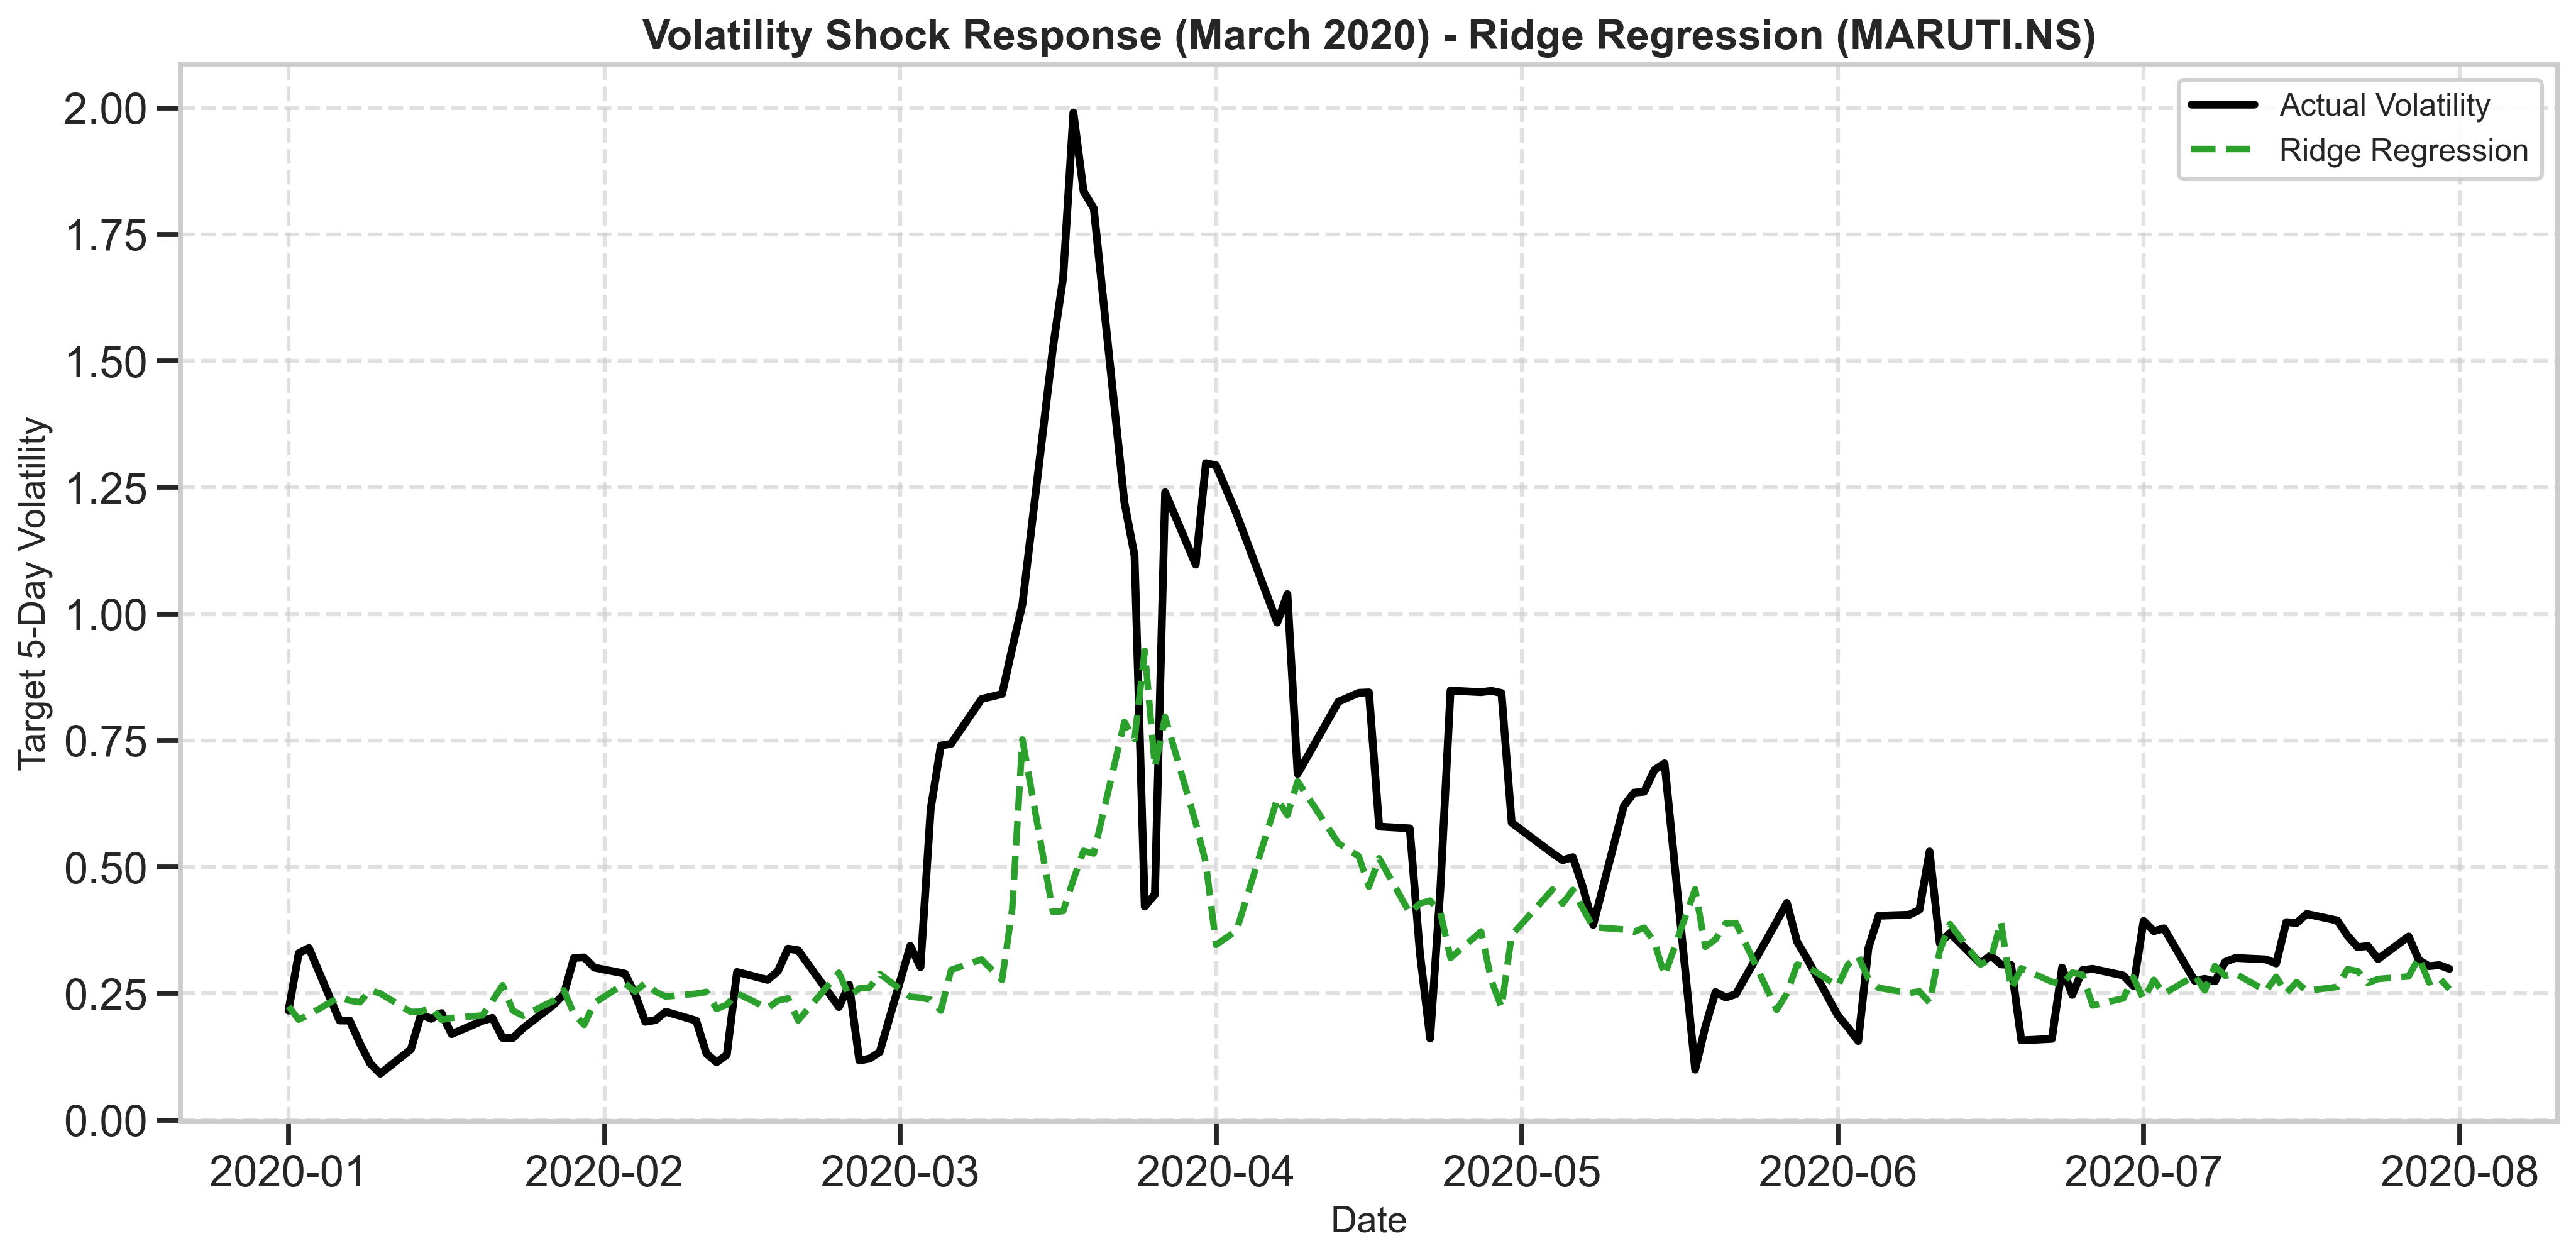 Volatility Shock Response (March 2020) - Ridge Regression (MARUTI.NS)
Actual Volatility
Ridge Regression
Target 5-Day Volatility
2.00
1.75
1.50
1.25
1.00
0.75
0.50
0.25
0.00
2020-01 2020-02 2020-03 2020-04 2020-05 2020-06 2020-07 2020-08
Date